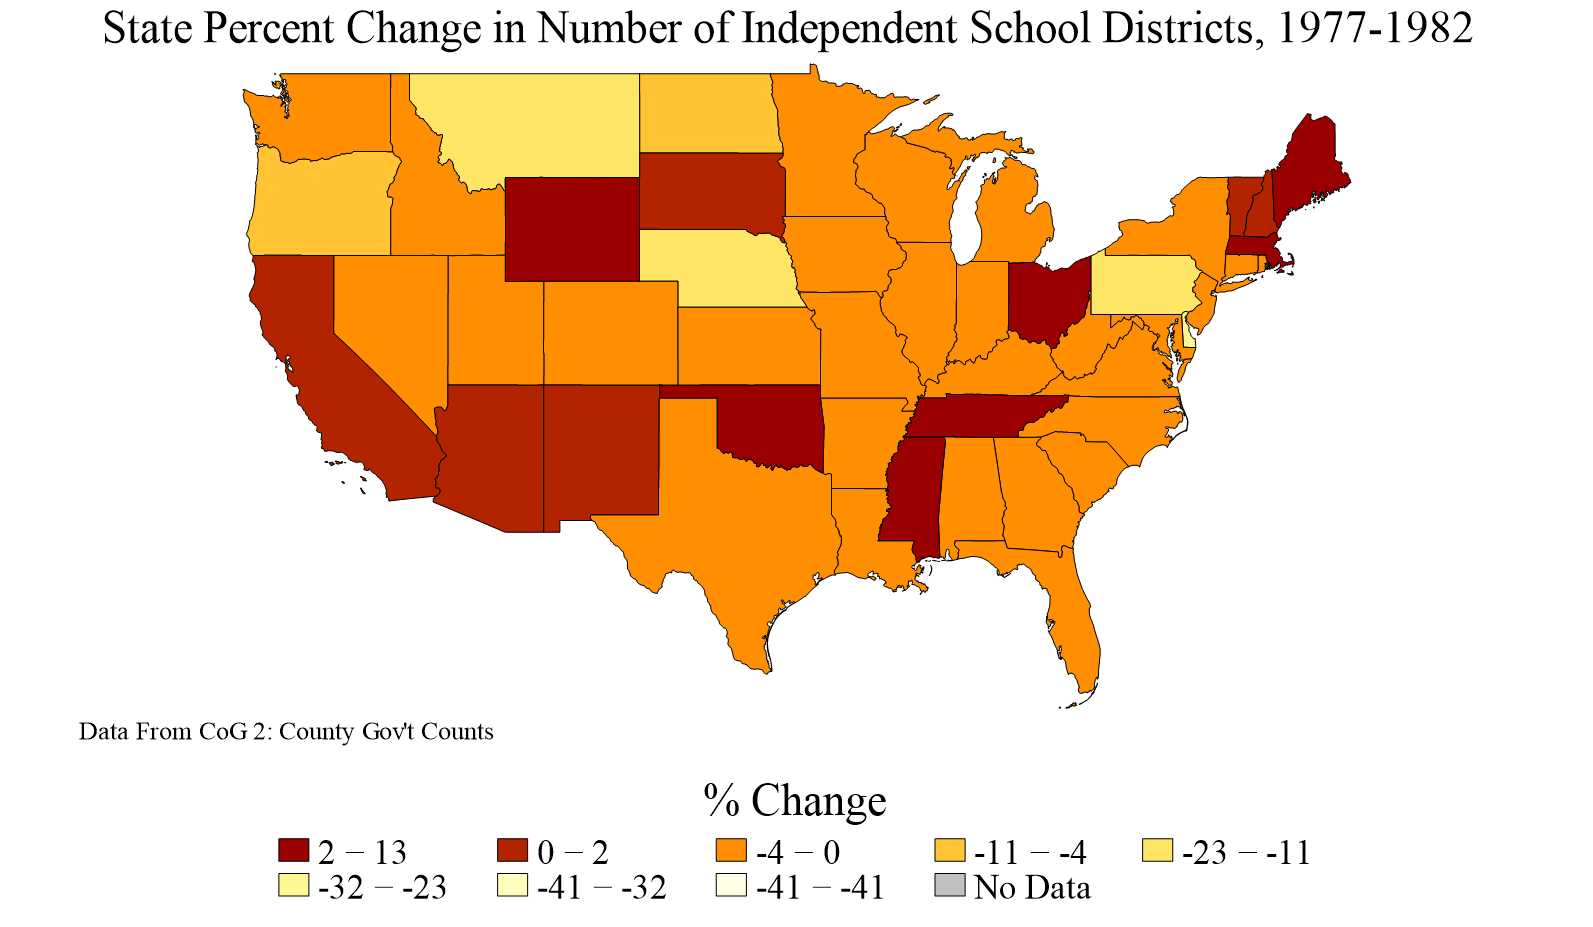 State Percent Change in Number of Independent School Districts, 1977-1982
Data From CoG 2: County Gov't Counts
% Change
2 − 13
0 − 2
-4 − 0
-11 − -4
-23 − -11
-32 − -23
-41 − -32
-41 − -41
No Data